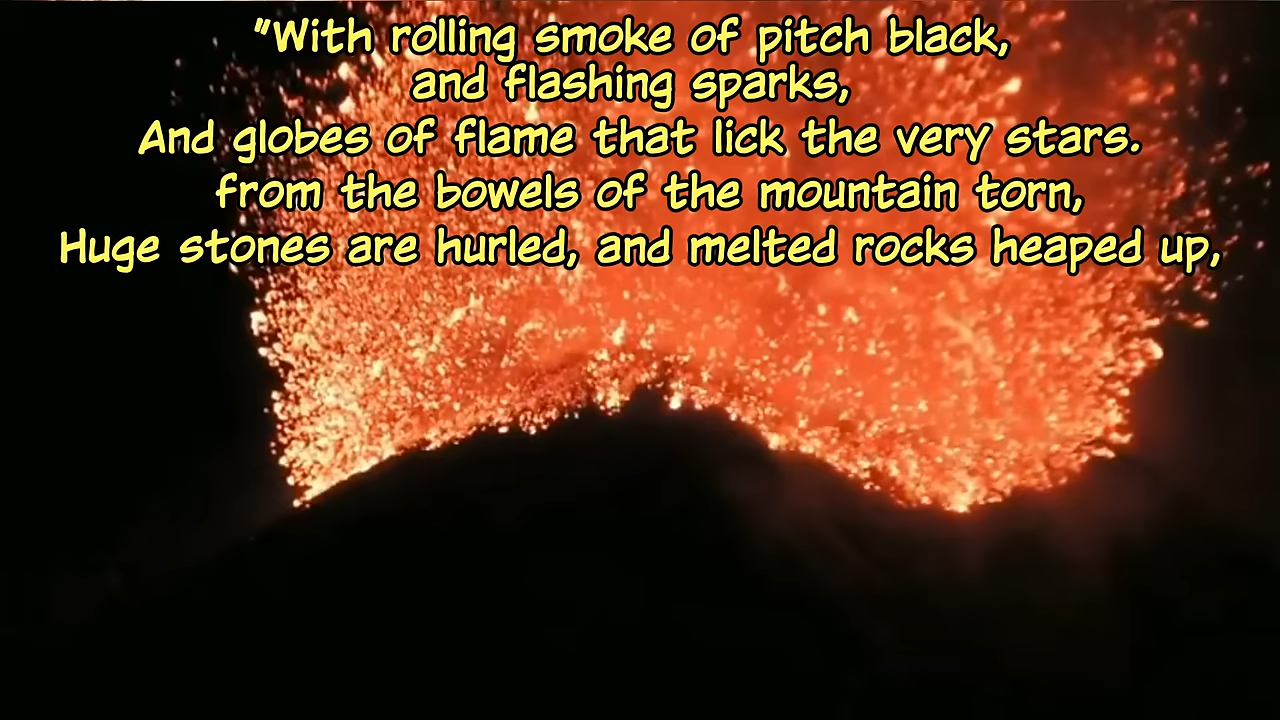 "With rolling smoke of pitch black,
and flashing sparks,
And globes of flame that lick the very stars.
from the bowels of the mountain torn,
Huge stones are hurled, and melted rocks heaped up,